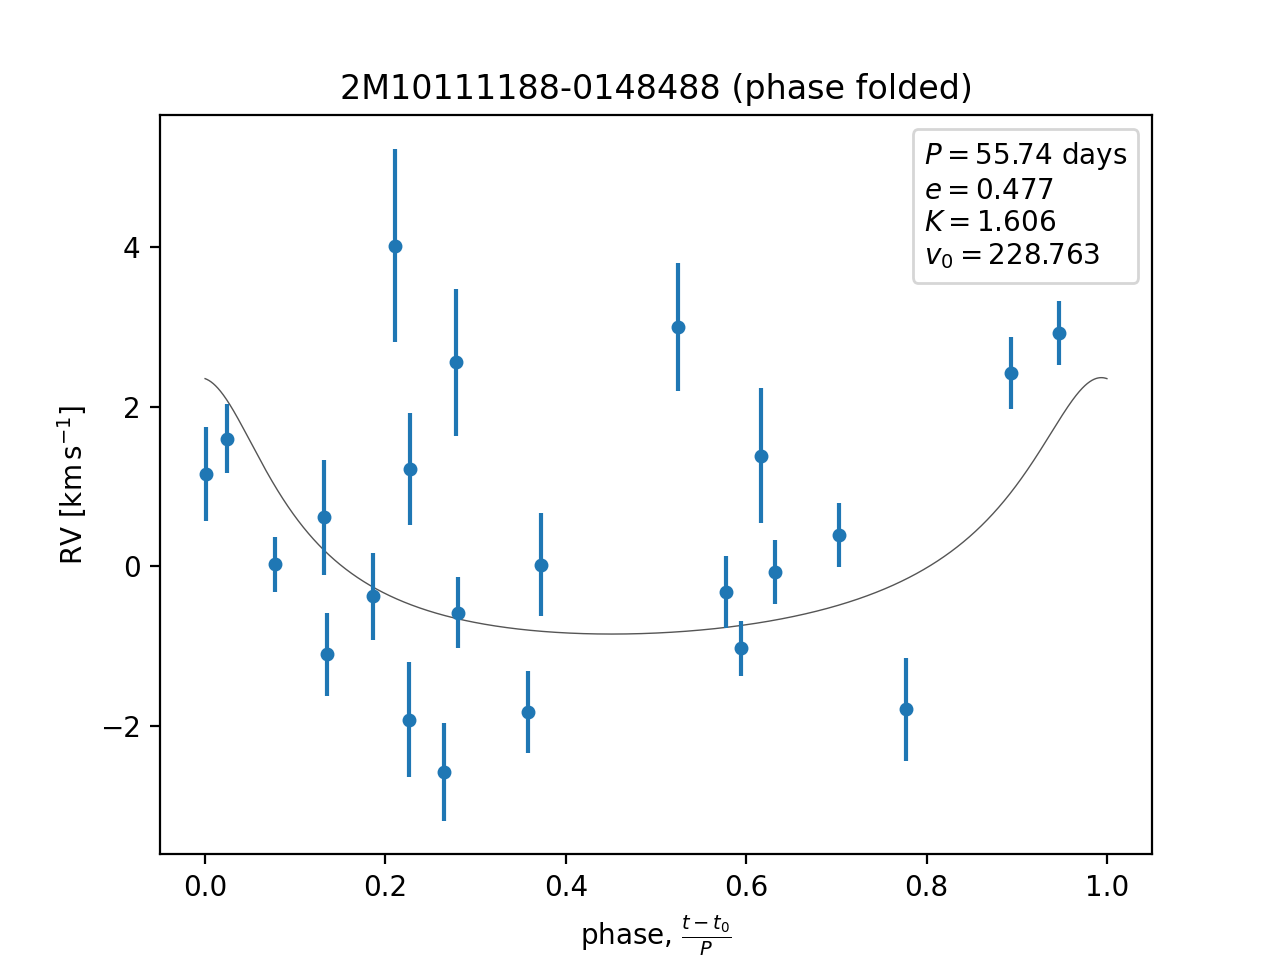 2M10111188-0148488 (phase folded)
P = 55.74 days
e = 0.477
K = 1.606
v₀ = 228.763
4
2
0
−2
RV [km s⁻¹]
0.0 0.2 0.4 0.6 0.8 1.0
phase, (t − t₀)/P